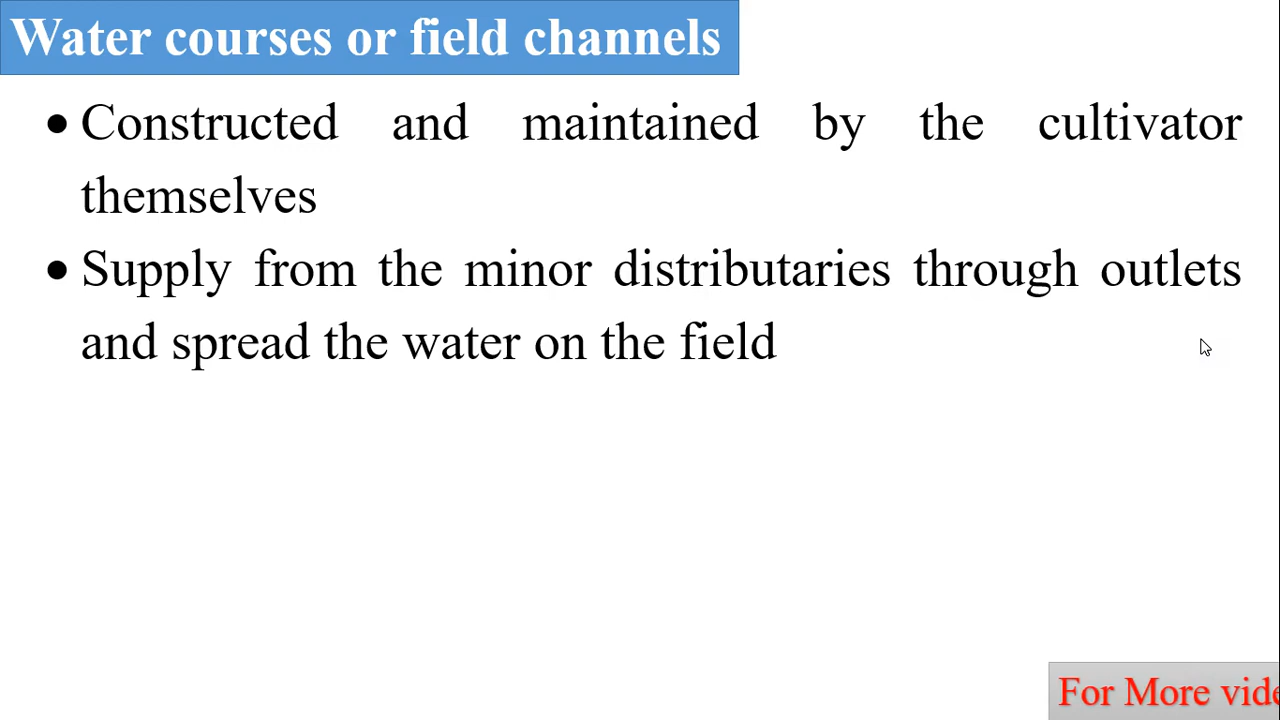 Water courses or field channels
• Constructed and maintained by the cultivator
themselves
• Supply from the minor distributaries through outlets
and spread the water on the field
For More